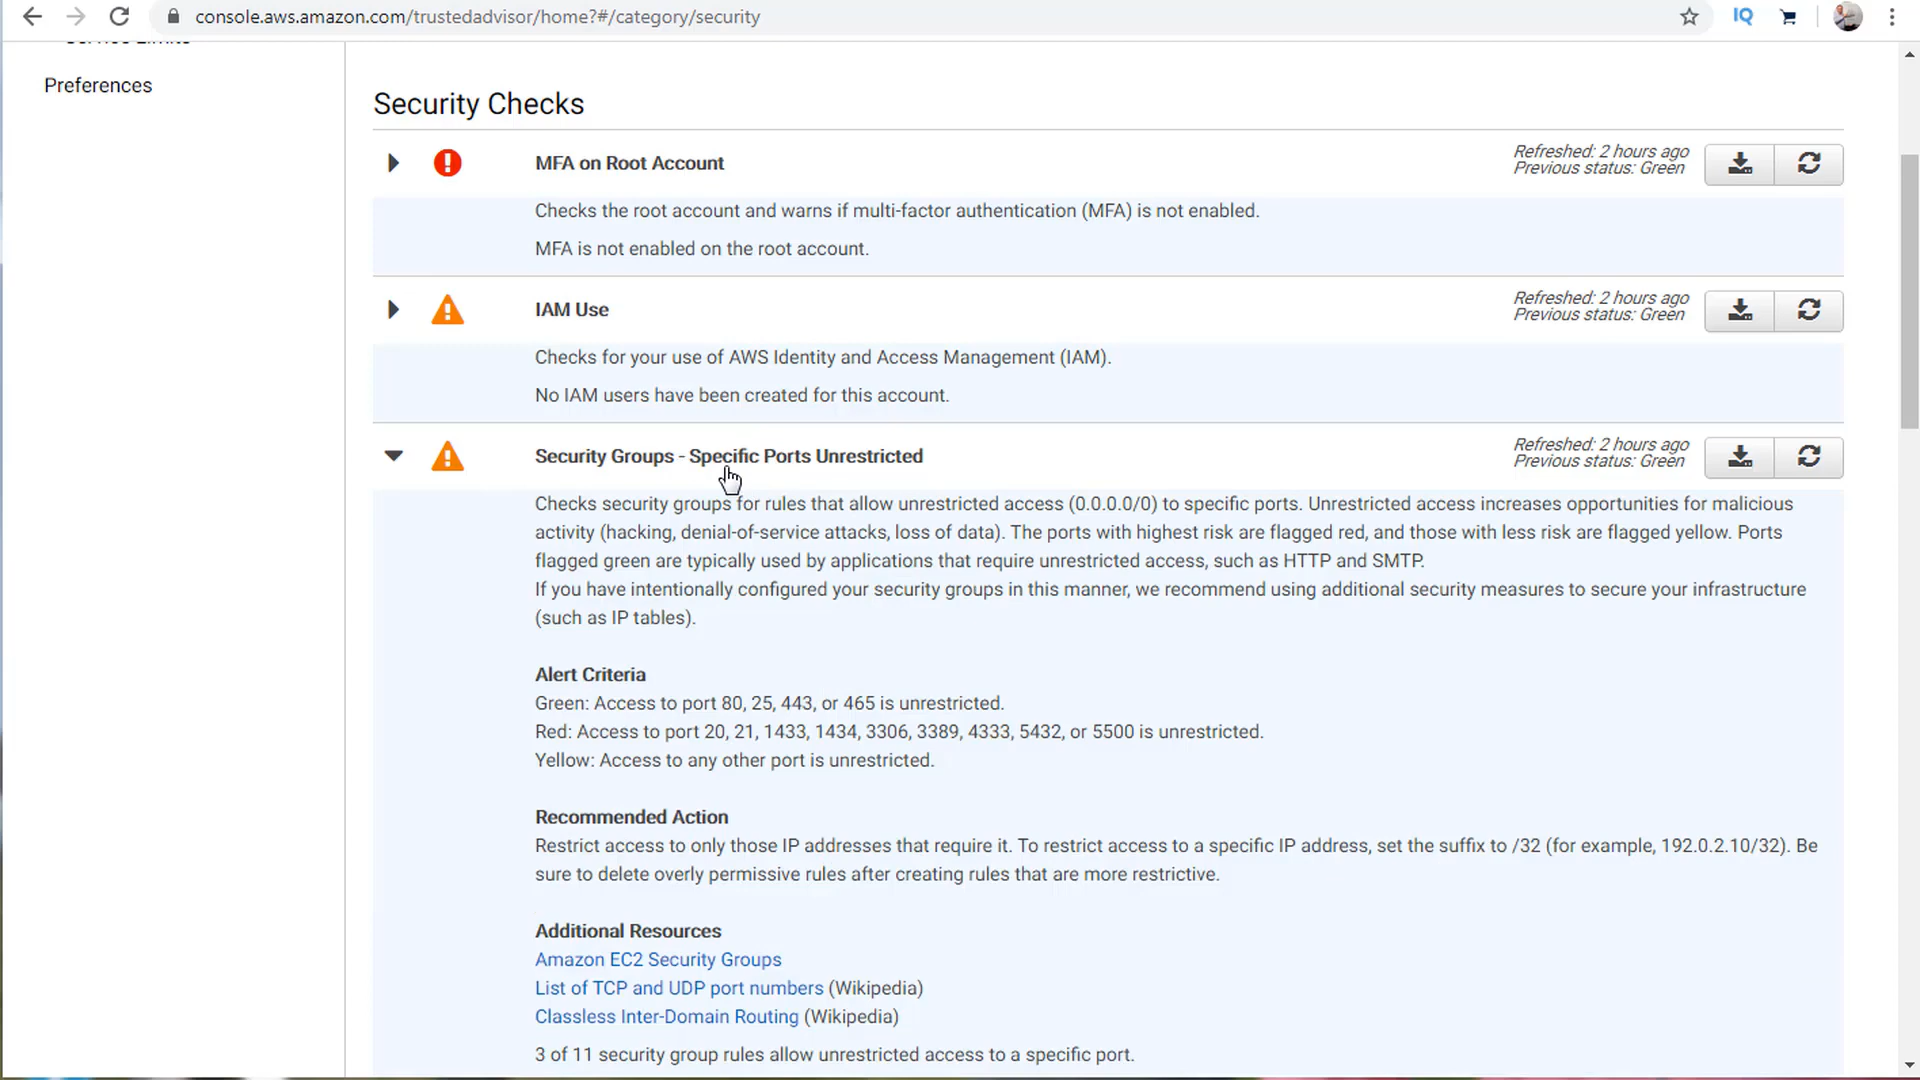 console.aws.amazon.com/trustedadvisor/home?#/category/security
IQ
Service Limits
Preferences
Security Checks
MFA on Root Account
Refreshed: 2 hours ago
Previous status: Green
Checks the root account and warns if multi-factor authentication (MFA) is not enabled.
MFA is not enabled on the root account.
IAM Use
Refreshed: 2 hours ago
Previous status: Green
Checks for your use of AWS Identity and Access Management (IAM).
No IAM users have been created for this account.
Security Groups - Specific Ports Unrestricted
Refreshed: 2 hours ago
Previous status: Green
Checks security groups for rules that allow unrestricted access (0.0.0.0/0) to specific ports. Unrestricted access increases opportunities for malicious
activity (hacking, denial-of-service attacks, loss of data). The ports with highest risk are flagged red, and those with less risk are flagged yellow. Ports
flagged green are typically used by applications that require unrestricted access, such as HTTP and SMTP.
If you have intentionally configured your security groups in this manner, we recommend using additional security measures to secure your infrastructure
(such as IP tables).
Alert Criteria
Green: Access to port 80, 25, 443, or 465 is unrestricted.
Red: Access to port 20, 21, 1433, 1434, 3306, 3389, 4333, 5432, or 5500 is unrestricted.
Yellow: Access to any other port is unrestricted.
Recommended Action
Restrict access to only those IP addresses that require it. To restrict access to a specific IP address, set the suffix to /32 (for example, 192.0.2.10/32). Be
sure to delete overly permissive rules after creating rules that are more restrictive.
Additional Resources
Amazon EC2 Security Groups
List of TCP and UDP port numbers (Wikipedia)
Classless Inter-Domain Routing (Wikipedia)
3 of 11 security group rules allow unrestricted access to a specific port.